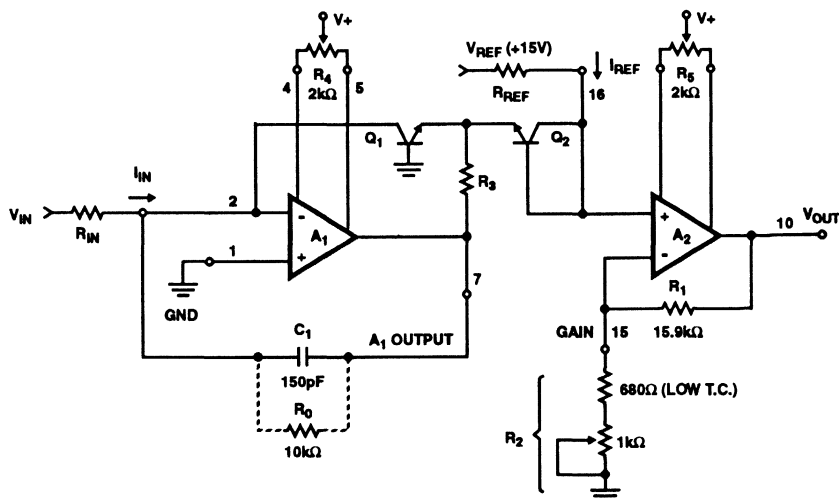 V+
V+
R4
2kΩ
4
5
VREF (+15V)
RREF
IREF
16
R5
2kΩ
Q1
Q2
IIN
R3
VIN
RIN
2
-
A1
+
1
GND
7
+
A2
-
10
VOUT
R1
15.9kΩ
GAIN
15
C1
150pF
A1 OUTPUT
R0
10kΩ
680Ω (LOW T.C.)
R2
1kΩ